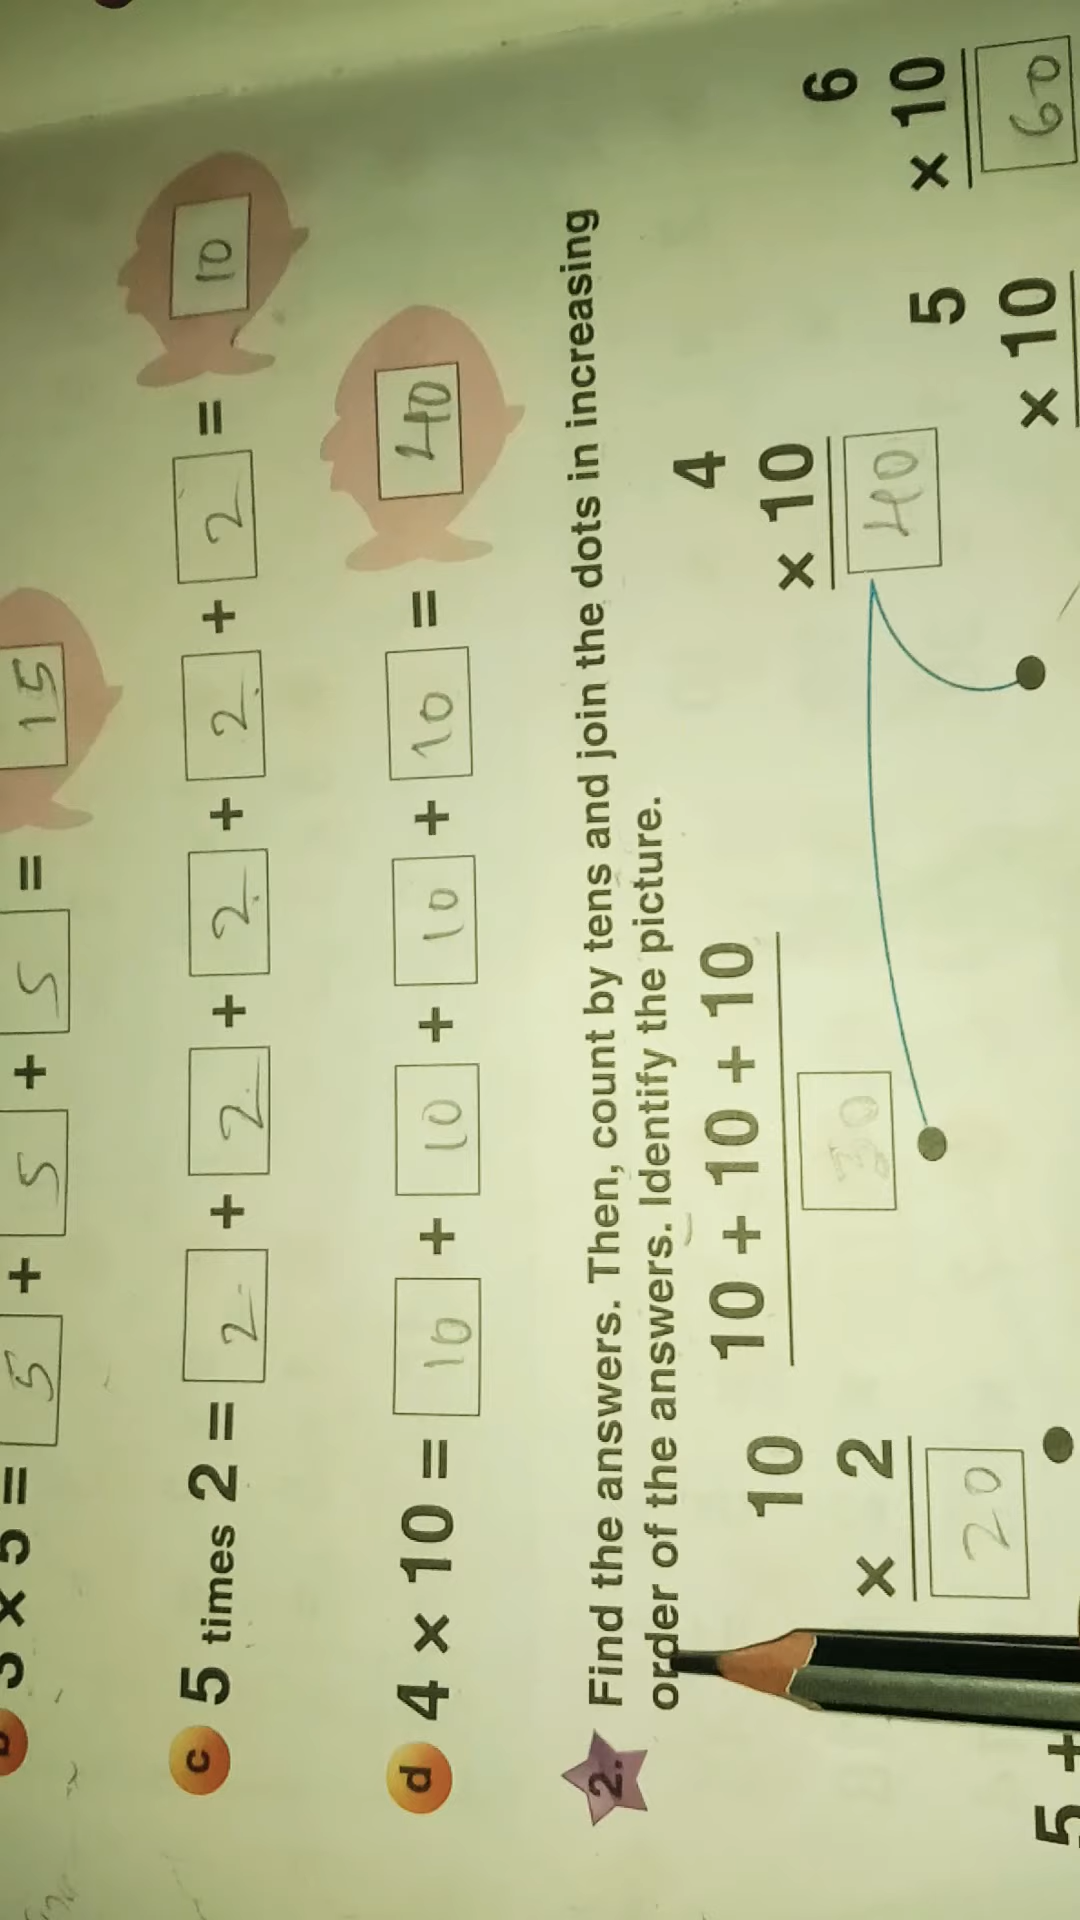 3 × 5 = 5 + 5 + 5 = 15
c 5 times 2 = 2 + 2 + 2 + 2 + 2 = 10
d 4 × 10 = 10 + 10 + 10 + 10 = 40
2. Find the answers. Then, count by tens and join the dots in increasing
order of the answers. Identify the picture.
10
× 2
20
10 + 10 + 10
30
4
× 10
40
5
× 10
6
× 10
60
5 +